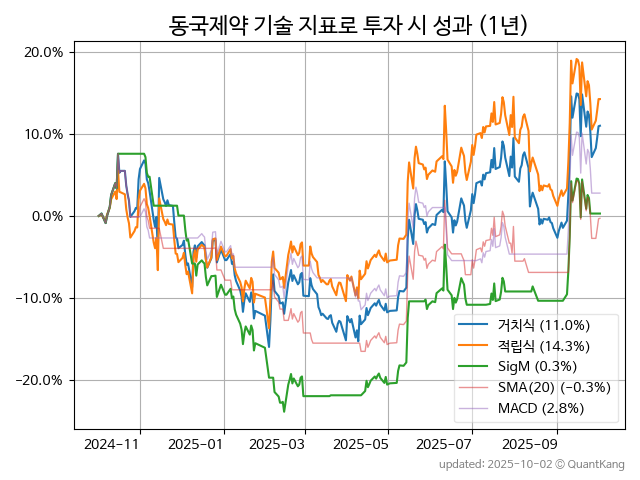 동국제약 기술 지표로 투자 시 성과 (1년)
20.0%
10.0%
0.0%
−10.0%
−20.0%
거치식 (11.0%)
적립식 (14.3%)
SigM (0.3%)
SMA(20) (−0.3%)
MACD (2.8%)
2024-11 2025-01 2025-03 2025-05 2025-07 2025-09
updated: 2025-10-02 © QuantKang